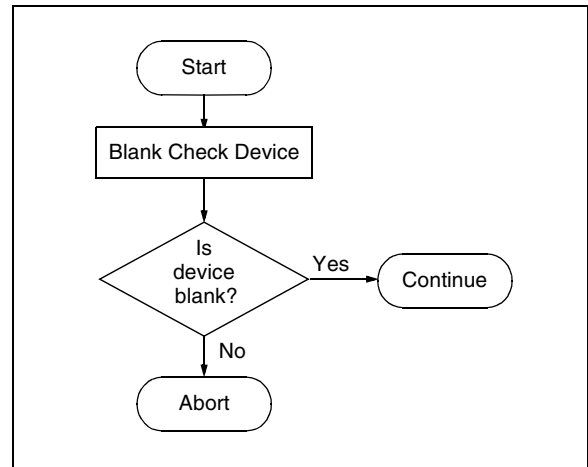 Start
Blank Check Device
Is
device
blank?
Yes
Continue
No
Abort